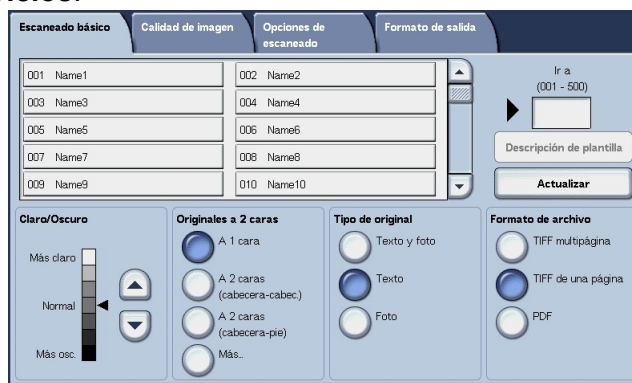 Escaneado básico
Calidad de imagen
Opciones de
escaneado
Formato de salida
001 Name1
002 Name2
003 Name3
004 Name4
005 Name5
006 Name6
007 Name7
008 Name8
009 Name9
010 Name10
Ir a
(001 - 500)
Descripción de plantilla
Actualizar
Claro/Oscuro
Más claro
Normal
Más osc.
Originales a 2 caras
A 1 cara
A 2 caras
(cabecera-cabec.)
A 2 caras
(cabecera-pie)
Más...
Tipo de original
Texto y foto
Texto
Foto
Formato de archivo
TIFF multipágina
TIFF de una página
PDF